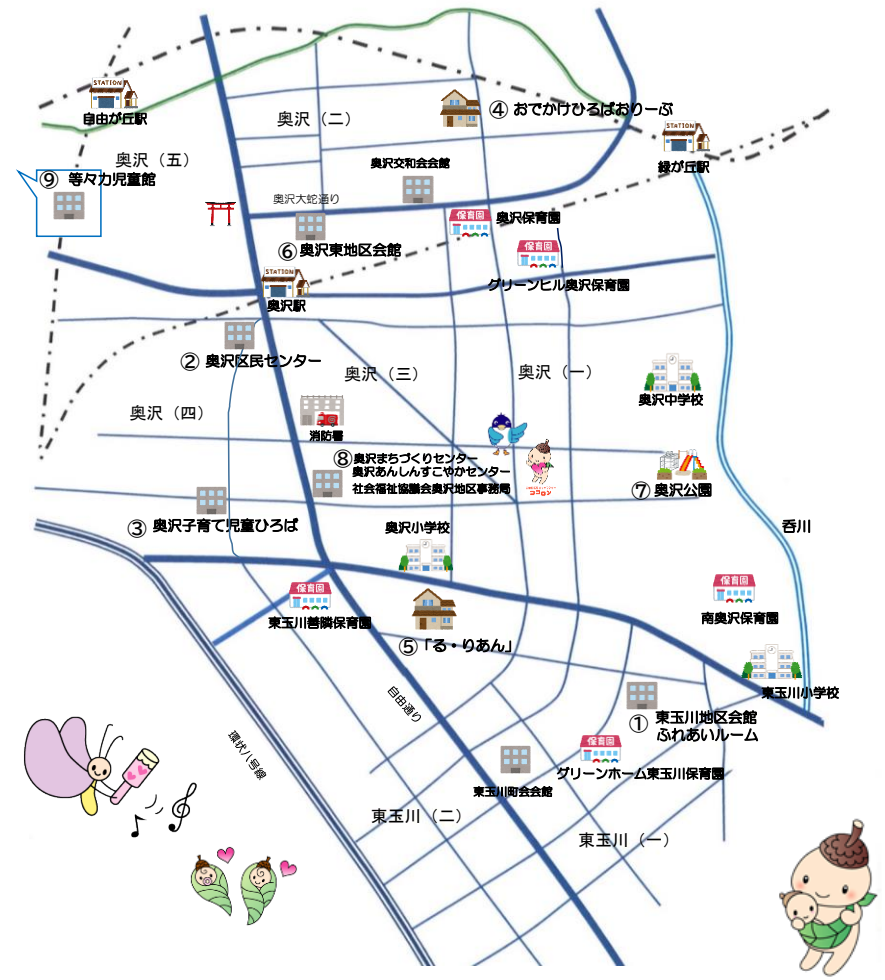 STATION
自由が丘駅
奥沢（二）
④ おでかけひろばおりーぶ
STATION
緑が丘駅
奥沢（五）
奥沢交和会会館
⑨ 等々力児童館
奥沢大蛇通り
保育園
奥沢保育園
⑥ 奥沢東地区会館
保育園
グリーンヒル奥沢保育園
STATION
奥沢駅
② 奥沢区民センター
奥沢（三）
奥沢（一）
奥沢中学校
奥沢（四）
消防署
⑧ 奥沢まちづくりセンター
奥沢あんしんすこやかセンター
社会福祉協議会奥沢地区事務局
ココロン
⑦ 奥沢公園
③ 奥沢子育て児童ひろば
奥沢小学校
呑川
保育園
東玉川善隣保育園
保育園
南奥沢保育園
⑤「る・りあん」
東玉川小学校
自由通り
① 東玉川地区会館
ふれあいルーム
環状八号線
保育園
グリーンホーム東玉川保育園
東玉川町会会館
東玉川（二）
東玉川（一）